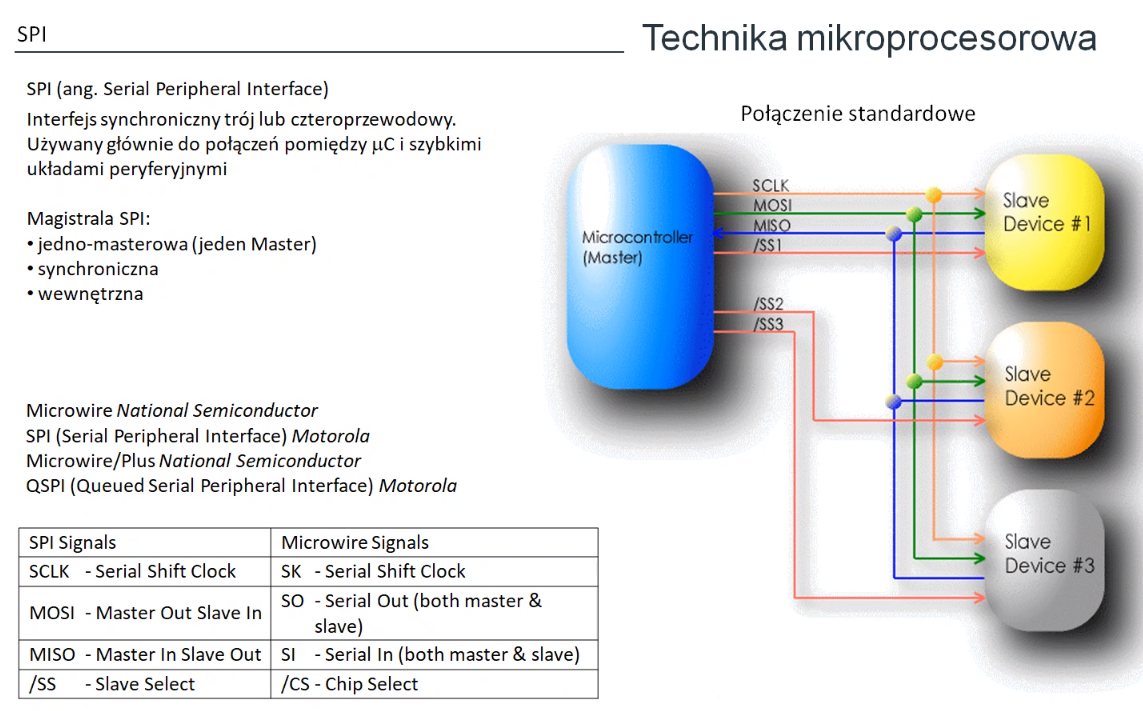 SPI
Technika mikroprocesorowa
SPI (ang. Serial Peripheral Interface)
Interfejs synchroniczny trój lub czteroprzewodowy.
Używany głównie do połączeń pomiędzy μC i szybkimi
układami peryferyjnymi
Magistrala SPI:
• jedno-masterowa (jeden Master)
• synchroniczna
• wewnętrzna
Microwire National Semiconductor
SPI (Serial Peripheral Interface) Motorola
Microwire/Plus National Semiconductor
QSPI (Queued Serial Peripheral Interface) Motorola
SPI Signals
Microwire Signals
SCLK - Serial Shift Clock
SK - Serial Shift Clock
MOSI - Master Out Slave In
SO - Serial Out (both master &
slave)
MISO - Master In Slave Out
SI - Serial In (both master & slave)
/SS - Slave Select
/CS - Chip Select
Połączenie standardowe
Microcontroller
(Master)
SCLK
MOSI
MISO
/SS1
/SS2
/SS3
Slave
Device #1
Slave
Device #2
Slave
Device #3